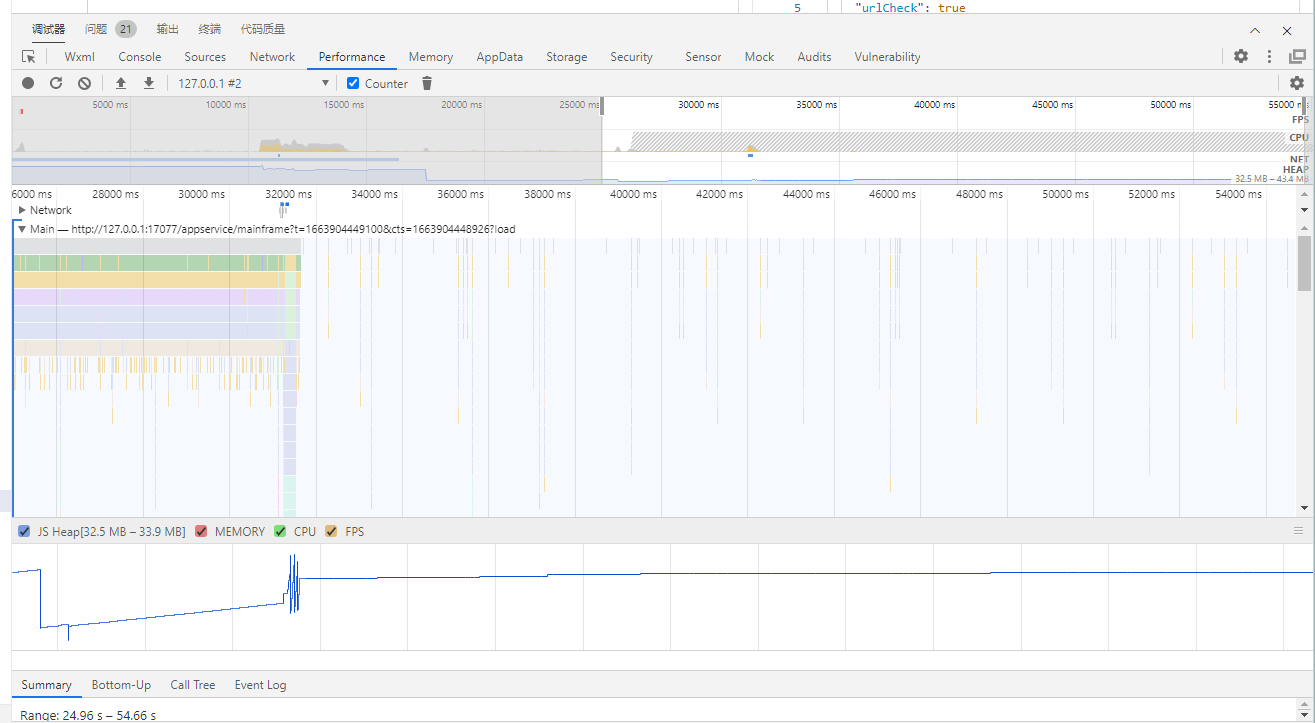 5 "urlCheck": true
调试器 问题 21 输出 终端 代码质量
Wxml Console Sources Network Performance Memory AppData Storage Security Sensor Mock Audits Vulnerability
127.0.0.1 #2 Counter
5000 ms 10000 ms 15000 ms 20000 ms 25000 ms 30000 ms 35000 ms 40000 ms 45000 ms 50000 ms 55000 ms
FPS
CPU
NET
HEAP
32.5 MB – 43.4 MB
6000 ms 28000 ms 30000 ms 32000 ms 34000 ms 36000 ms 38000 ms 40000 ms 42000 ms 44000 ms 46000 ms 48000 ms 50000 ms 52000 ms 54000 ms
Network
Main — http://127.0.0.1:17077/appservice/mainframe?t=1663904449100&cts=1663904448926?load
JS Heap[32.5 MB – 33.9 MB] MEMORY CPU FPS
Summary Bottom-Up Call Tree Event Log
Range: 24.96 s – 54.66 s